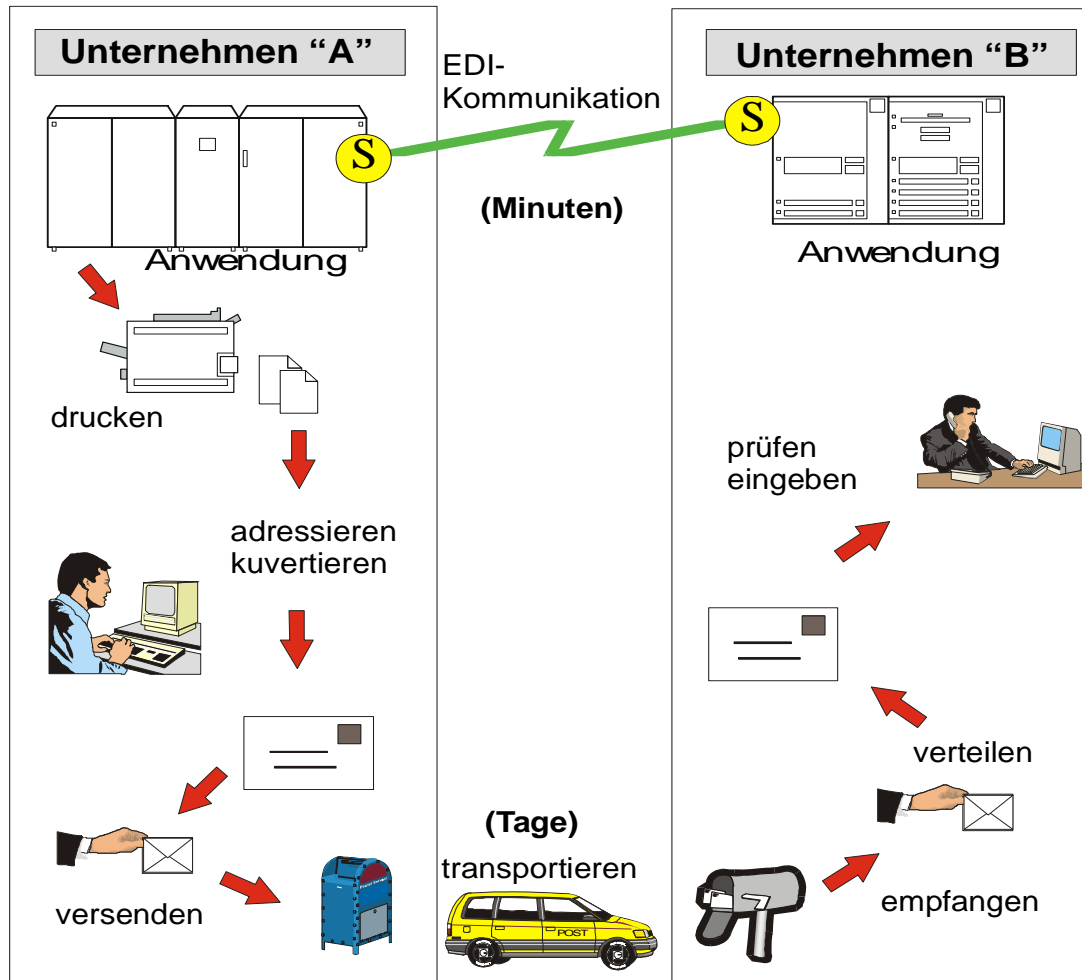 Unternehmen “A”
EDI-
Kommunikation
Unternehmen “B”
S
S
(Minuten)
Anwendung
Anwendung
drucken
prüfen
eingeben
adressieren
kuvertieren
verteilen
(Tage)
transportieren
versenden
POST
empfangen